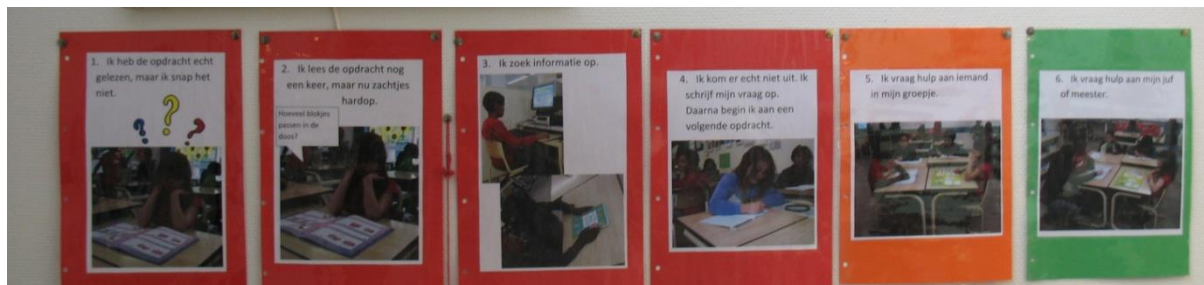 1. Ik heb de opdracht echt
gelezen, maar ik snap het
niet.
? ? ?
2. Ik lees de opdracht nog
een keer, maar nu zachtjes
hardop.
Hoeveel blokjes
passen in de
doos?
3. Ik zoek informatie op.
4. Ik kom er echt niet uit. Ik
schrijf mijn vraag op.
Daarna begin ik aan een
volgende opdracht.
5. Ik vraag hulp aan iemand
in mijn groepje.
6. Ik vraag hulp aan mijn juf
of meester.